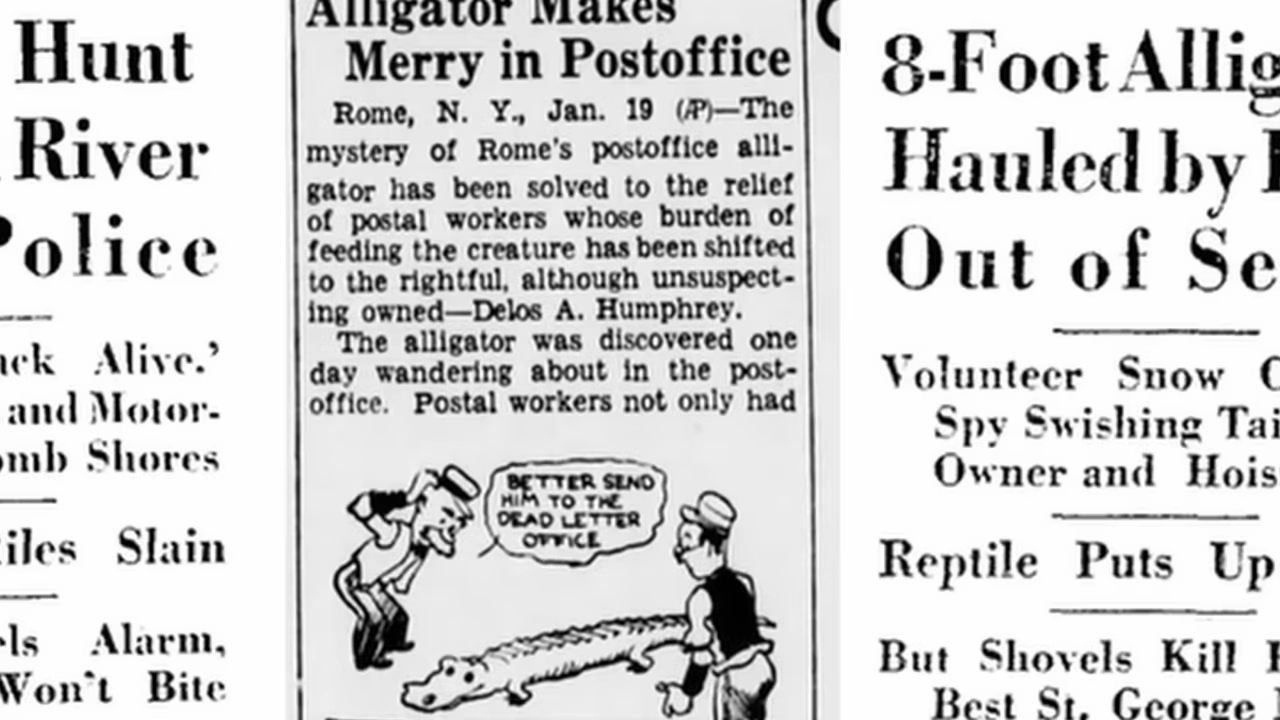 Hunt
River
Police
Alive.'
and Motor-
Shores
Slain
Alarm,
Won't Bite
Alligator Makes
Merry in Postoffice
Rome, N. Y., Jan. 19 (AP)—The
mystery of Rome's postoffice alli-
gator has been solved to the relief
of postal workers whose burden of
feeding the creature has been shifted
to the rightful, although unsuspect-
ing owned—Delos A. Humphrey.
The alligator was discovered one
day wandering about in the post-
office. Postal workers not only had
BETTER SEND
HIM TO THE
DEAD LETTER
OFFICE
8-Foot Allig
Hauled by
Out of Se
Volunteer Snow
Spy Swishing Tai
Owner and Hois
Reptile Puts Up
But Shovels Kill
Best St. George